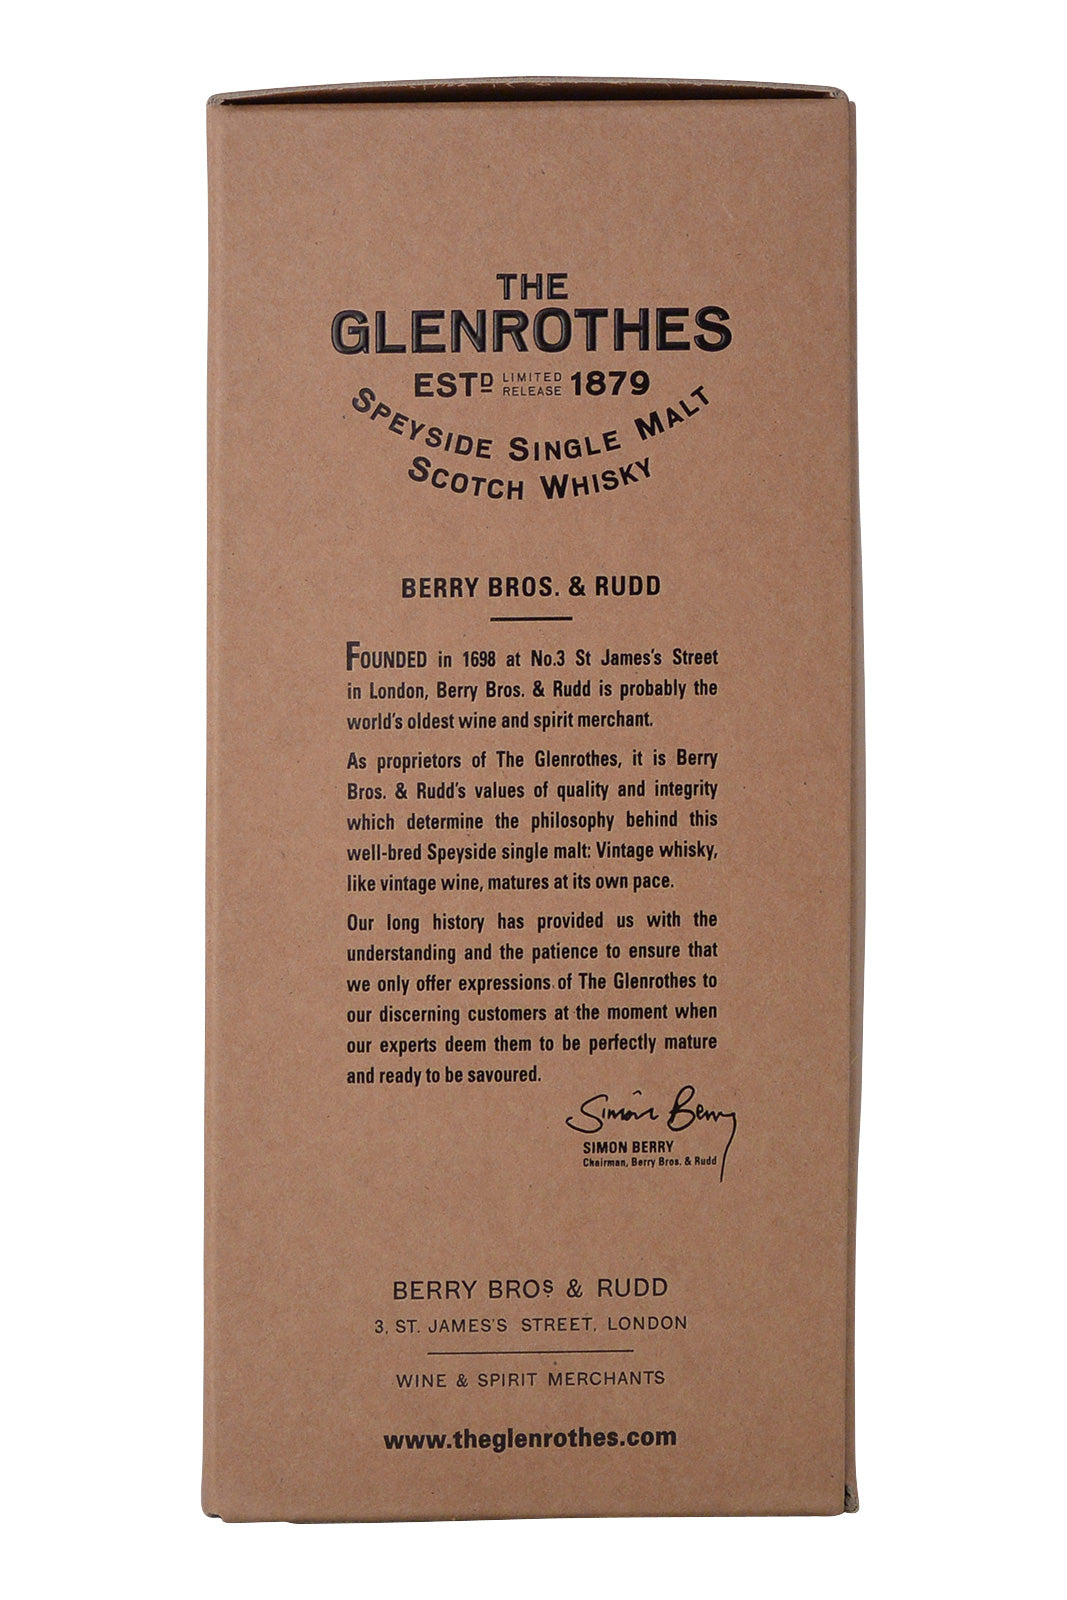 THE
GLENROTHES
ESTD LIMITED RELEASE 1879
SPEYSIDE SINGLE MALT
SCOTCH WHISKY
BERRY BROS. & RUDD
FOUNDED in 1698 at No.3 St James's Street
in London, Berry Bros. & Rudd is probably the
world's oldest wine and spirit merchant.
As proprietors of The Glenrothes, it is Berry
Bros. & Rudd's values of quality and integrity
which determine the philosophy behind this
well-bred Speyside single malt: Vintage whisky,
like vintage wine, matures at its own pace.
Our long history has provided us with the
understanding and the patience to ensure that
we only offer expressions of The Glenrothes to
our discerning customers at the moment when
our experts deem them to be perfectly mature
and ready to be savoured.
Simon Berry
SIMON BERRY
Chairman, Berry Bros. & Rudd
BERRY BROS & RUDD
3, ST. JAMES'S STREET, LONDON
WINE & SPIRIT MERCHANTS
www.theglenrothes.com